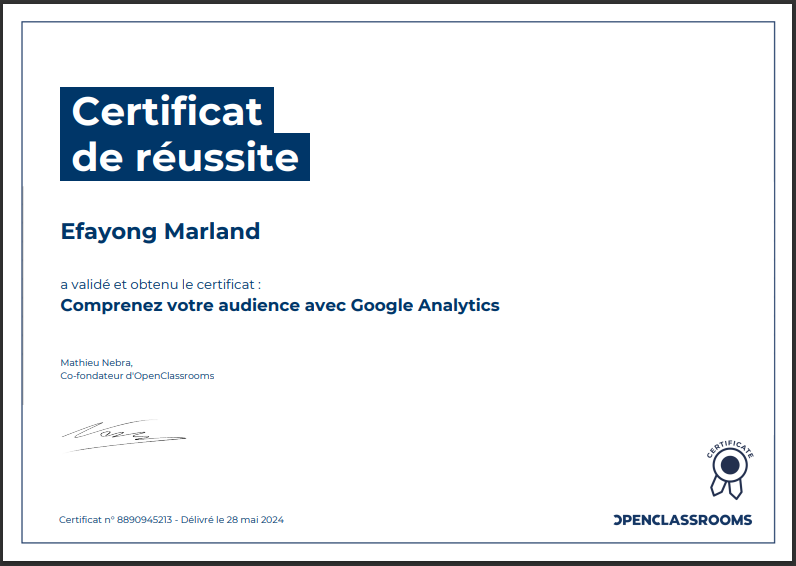 Certificat
de réussite
Efayong Marland
a validé et obtenu le certificat :
Comprenez votre audience avec Google Analytics
Mathieu Nebra,
Co-fondateur d'OpenClassrooms
Certificat n° 8890945213 - Délivré le 28 mai 2024
CERTIFICATE
OPENCLASSROOMS